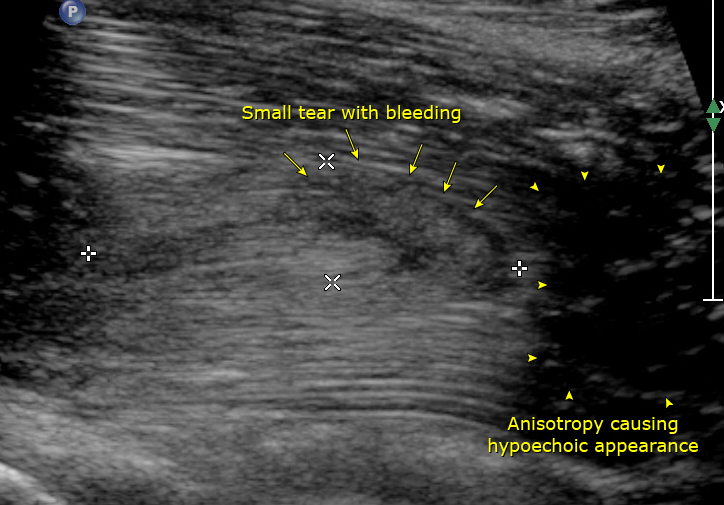 P
Small tear with bleeding
X
Anisotropy causing
hypoechoic appearance